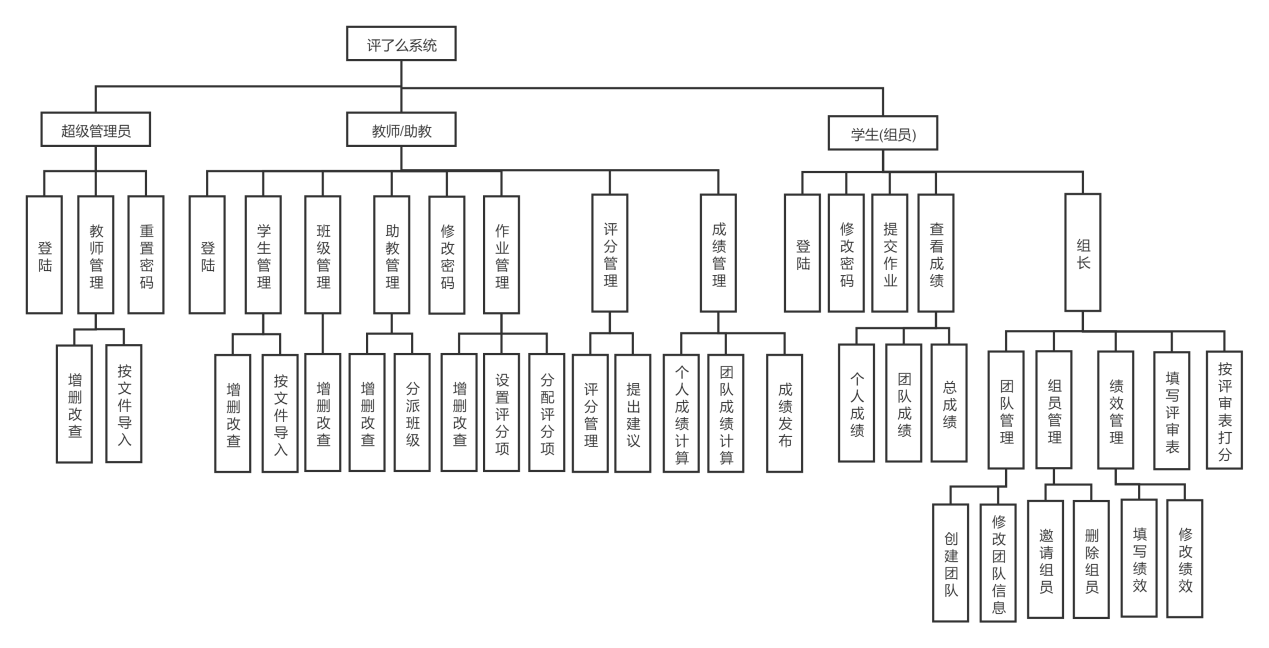 评了么系统
超级管理员
教师/助教
学生(组员)
登陆
教师管理
重置密码
登陆
学生管理
班级管理
助教管理
修改密码
作业管理
评分管理
成绩管理
登陆
修改密码
提交作业
查看成绩
组长
增删改查
按文件导入
增删改查
按文件导入
增删改查
增删改查
分派班级
增删改查
设置评分项
分配评分项
评分管理
提出建议
个人成绩计算
团队成绩计算
成绩发布
个人成绩
团队成绩
总成绩
团队管理
组员管理
绩效管理
填写评审表
按评审表打分
创建团队
修改团队信息
邀请组员
删除组员
填写绩效
修改绩效